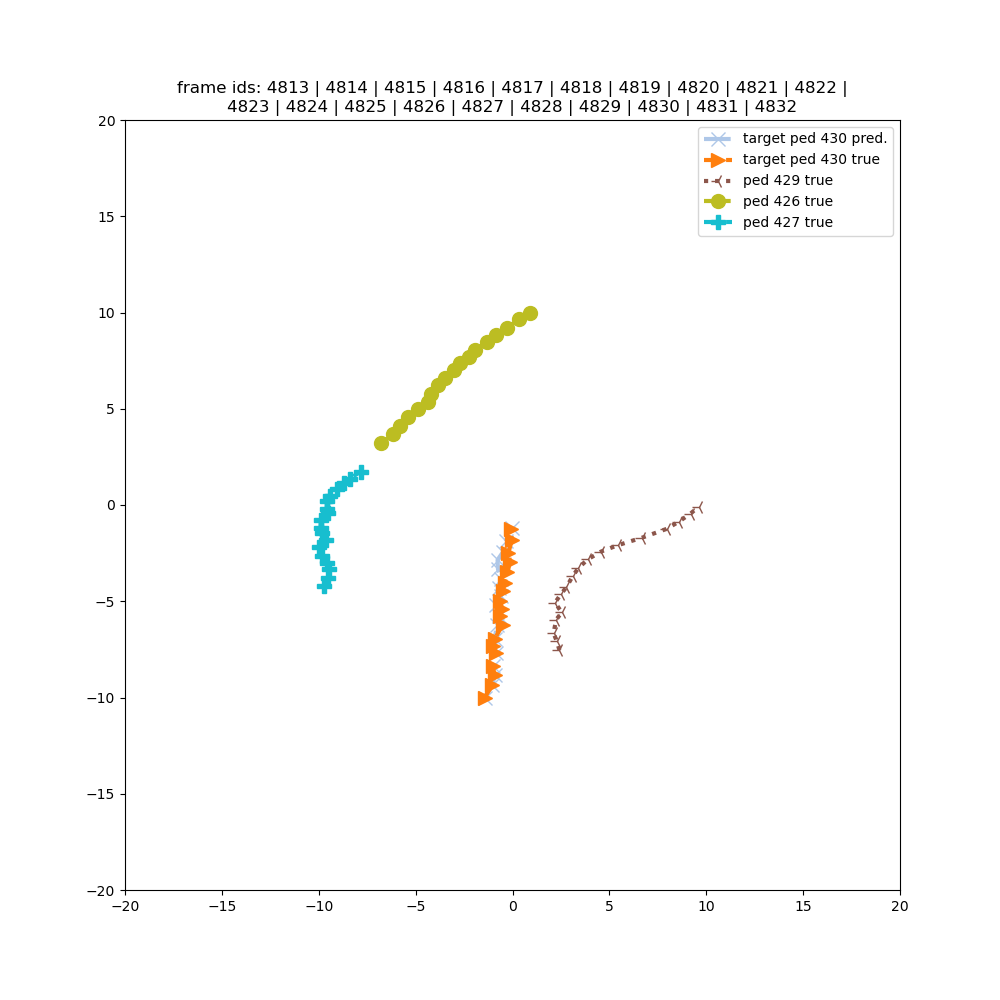 frame ids: 4813 | 4814 | 4815 | 4816 | 4817 | 4818 | 4819 | 4820 | 4821 | 4822 |
4823 | 4824 | 4825 | 4826 | 4827 | 4828 | 4829 | 4830 | 4831 | 4832
target ped 430 pred.
target ped 430 true
ped 429 true
ped 426 true
ped 427 true
20
15
10
5
0
−5
−10
−15
−20
−20 −15 −10 −5 0 5 10 15 20